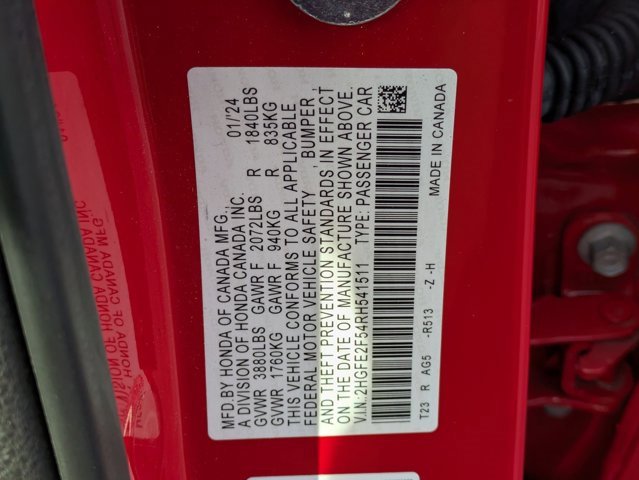 MFD.BY HONDA OF CANADA MFG. 01/'24
A DIVISION OF HONDA CANADA INC.
GVWR 3880LBS GAWR F 2072LBS R 1840LBS
GVWR 1760KG GAWR F 940KG R 835KG
THIS VEHICLE CONFORMS TO ALL APPLICABLE
FEDERAL MOTOR VEHICLE SAFETY BUMPER,
AND THEFT PREVENTION STANDARDS IN EFFECT
ON THE DATE OF MANUFACTURE SHOWN ABOVE.
V.I.N.:2HGFE2F54RH541511 TYPE: PASSENGER CAR
T23 R AG5 -R513 -Z -H MADE IN CANADA